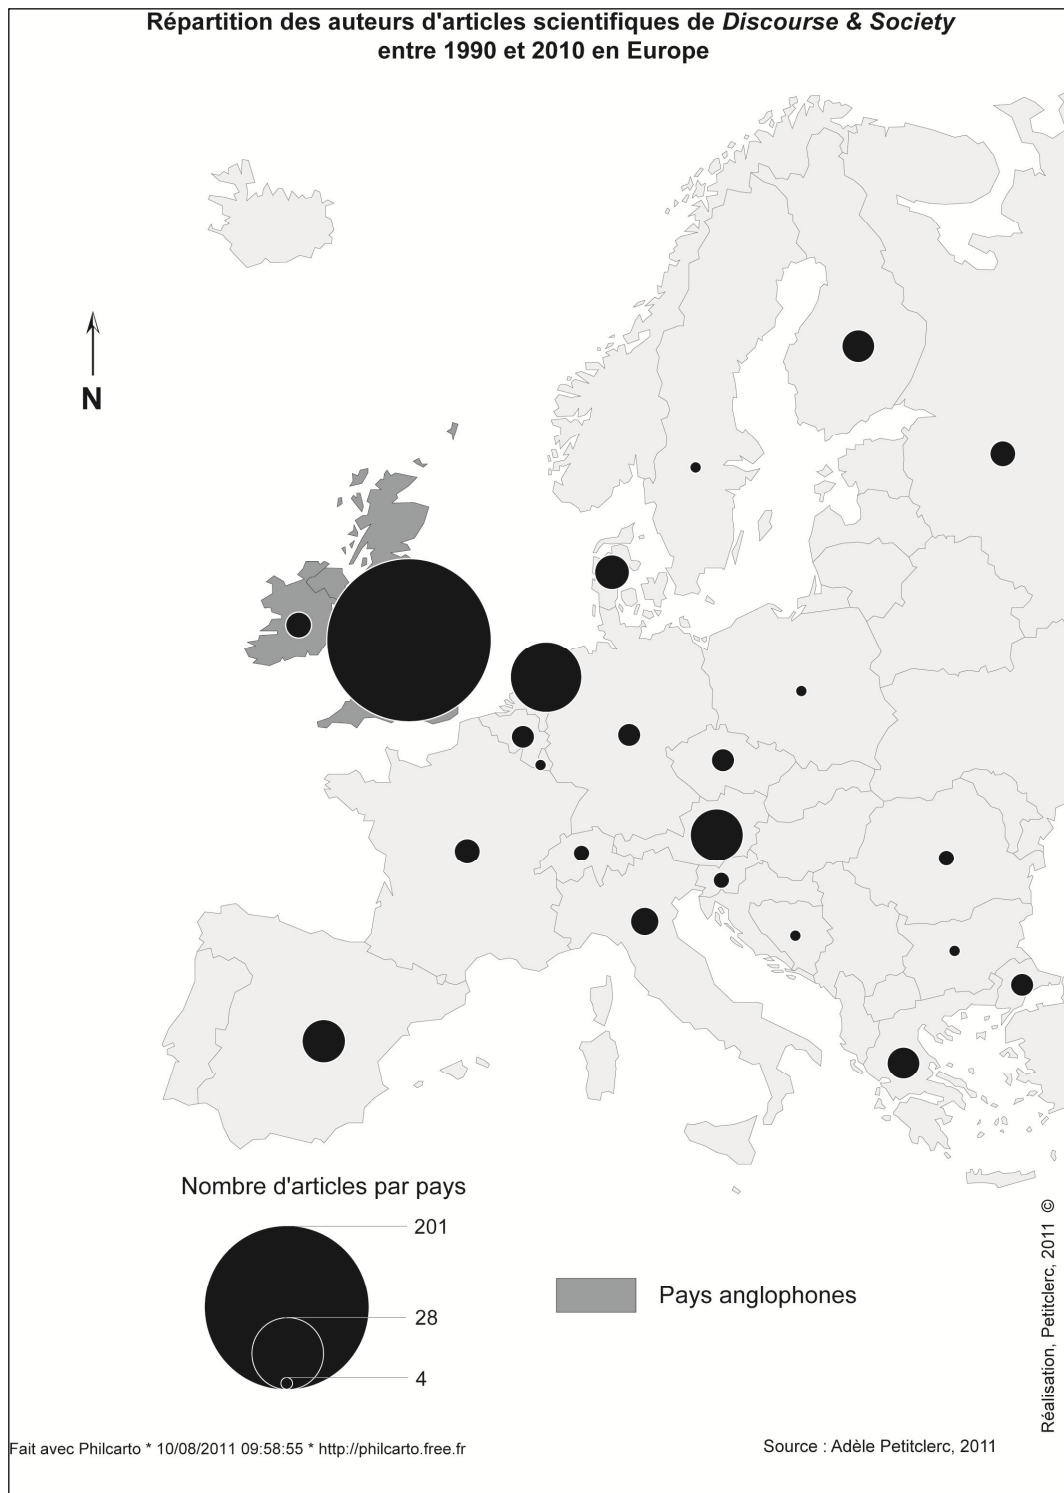 Répartition des auteurs d'articles scientifiques de Discourse & Society
entre 1990 et 2010 en Europe
N
Nombre d'articles par pays
201
28
4
Pays anglophones
Réalisation, Petitclerc, 2011 ©
Fait avec Philcarto * 10/08/2011 09:58:55 * http://philcarto.free.fr
Source : Adèle Petitclerc, 2011